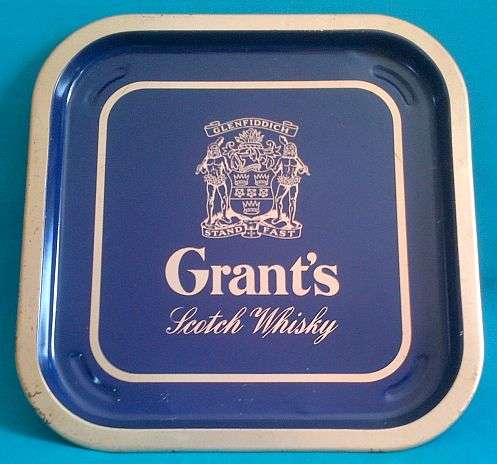 GLENFIDDICH
STAND FAST
Grant's
Scotch Whisky